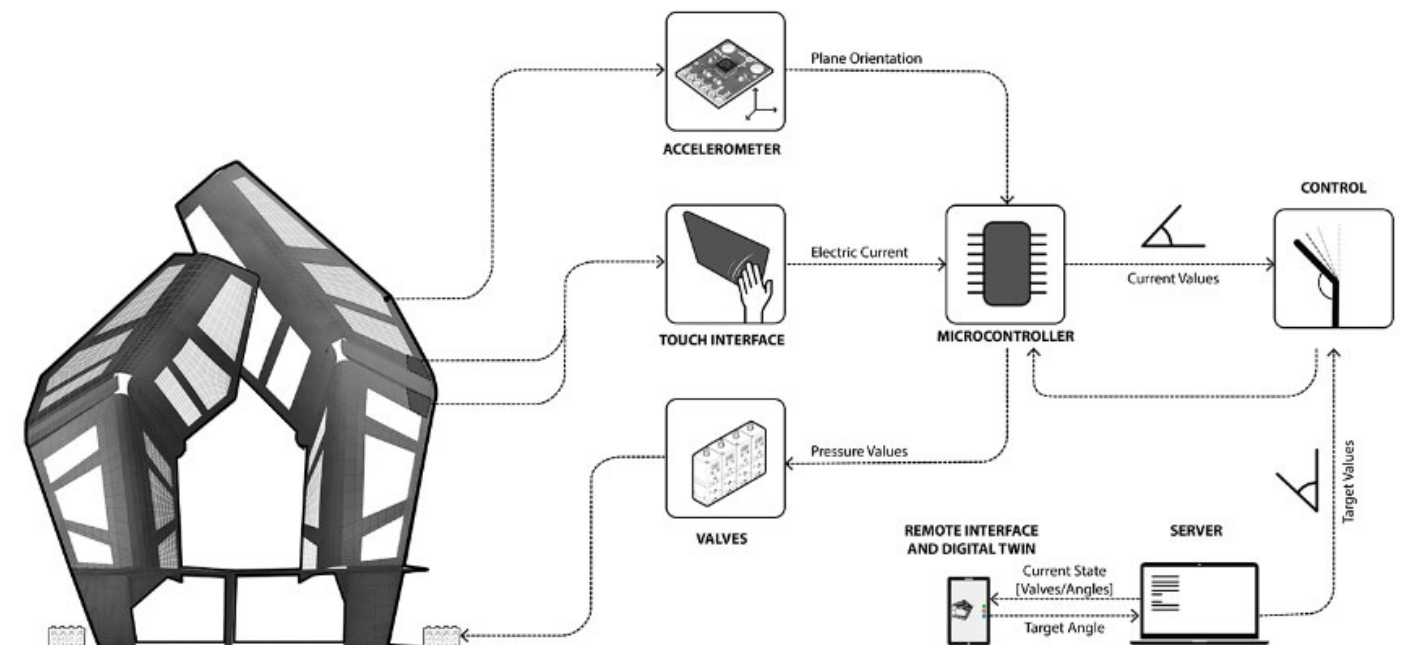 Plane Orientation
ACCELEROMETER
CONTROL
Electric Current
Current Values
TOUCH INTERFACE
MICROCONTROLLER
Pressure Values
Target Values
VALVES
REMOTE INTERFACE
AND DIGITAL TWIN
SERVER
Current State
[Valves/Angles]
Target Angle